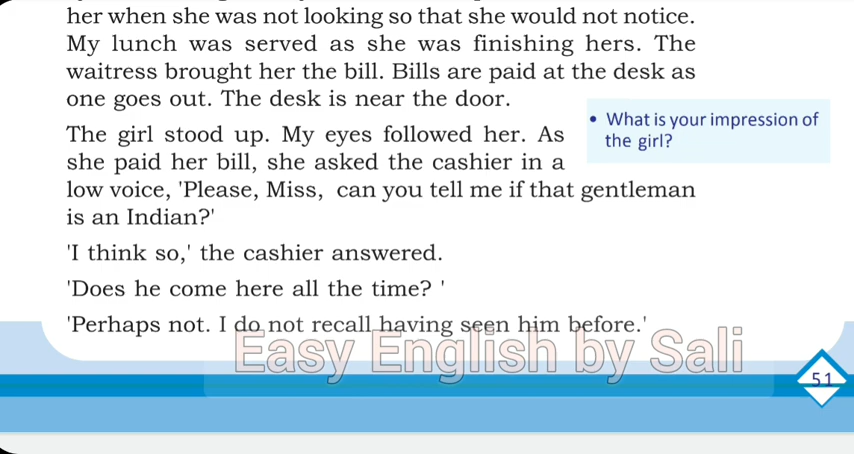 her when she was not looking so that she would not notice.
My lunch was served as she was finishing hers. The
waitress brought her the bill. Bills are paid at the desk as
one goes out. The desk is near the door.
The girl stood up. My eyes followed her. As
she paid her bill, she asked the cashier in a
low voice, 'Please, Miss, can you tell me if that gentleman
is an Indian?'
• What is your impression of
the girl?
'I think so,' the cashier answered.
'Does he come here all the time? '
'Perhaps not. I do not recall having seen him before.'
Easy English by Sali
51